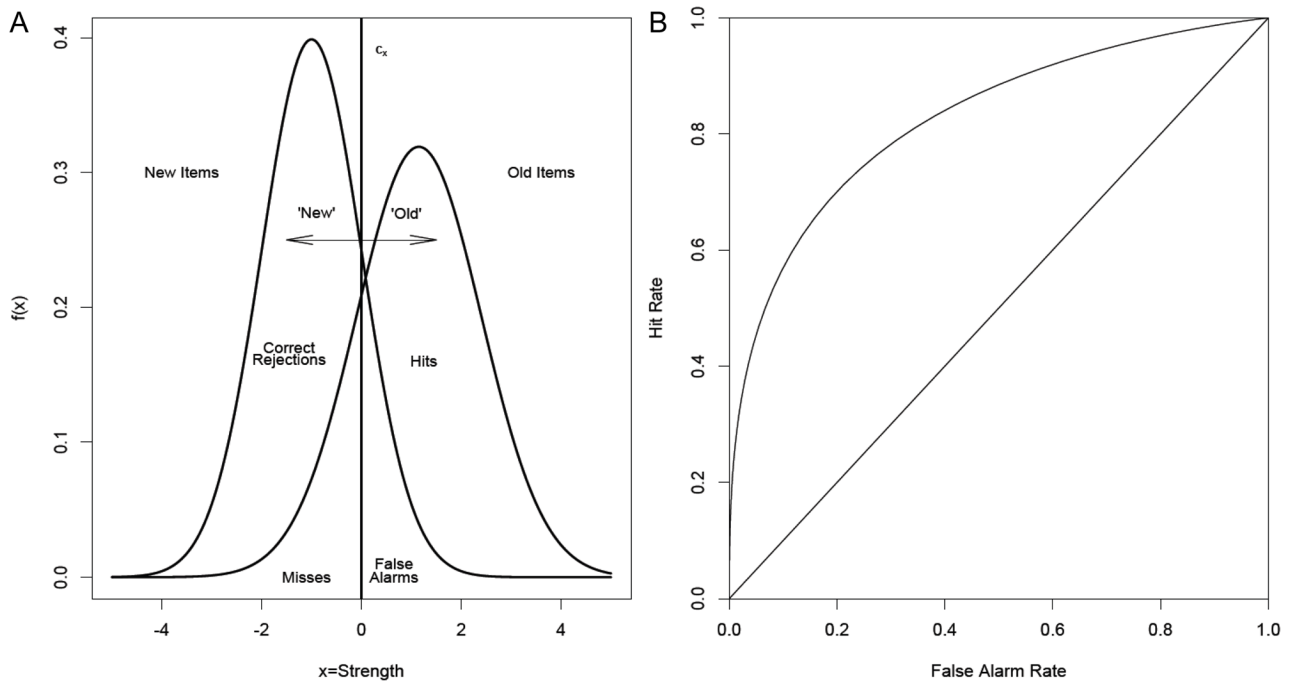 A
0.4
0.3
0.2
0.1
0.0
f(x)
cx
New Items
Old Items
'New'
'Old'
Correct
Rejections
Hits
Misses
False
Alarms
-4
-2
0
2
4
x=Strength
B
1.0
0.8
0.6
0.4
0.2
0.0
Hit Rate
0.0
0.2
0.4
0.6
0.8
1.0
False Alarm Rate